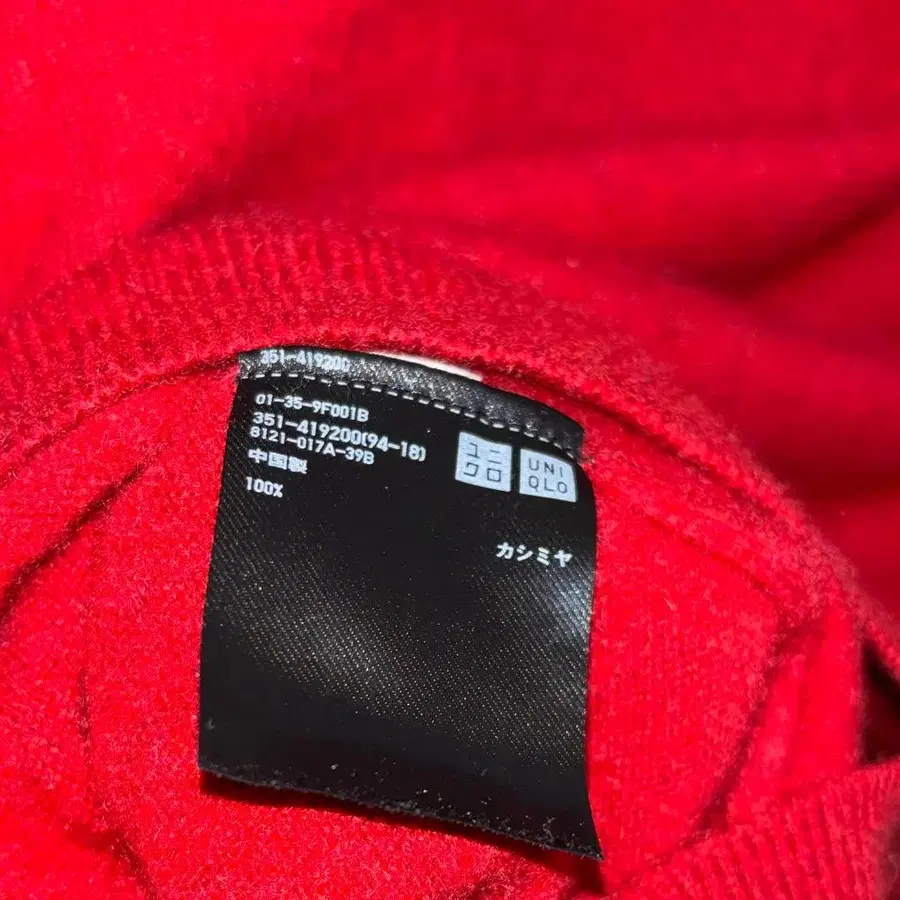 351-419200
01-35-9F001B
351-419200(94-18)
8121-017A-39B
中国製
100%
ユニ
クロ
UNI
QLO
カシミヤ